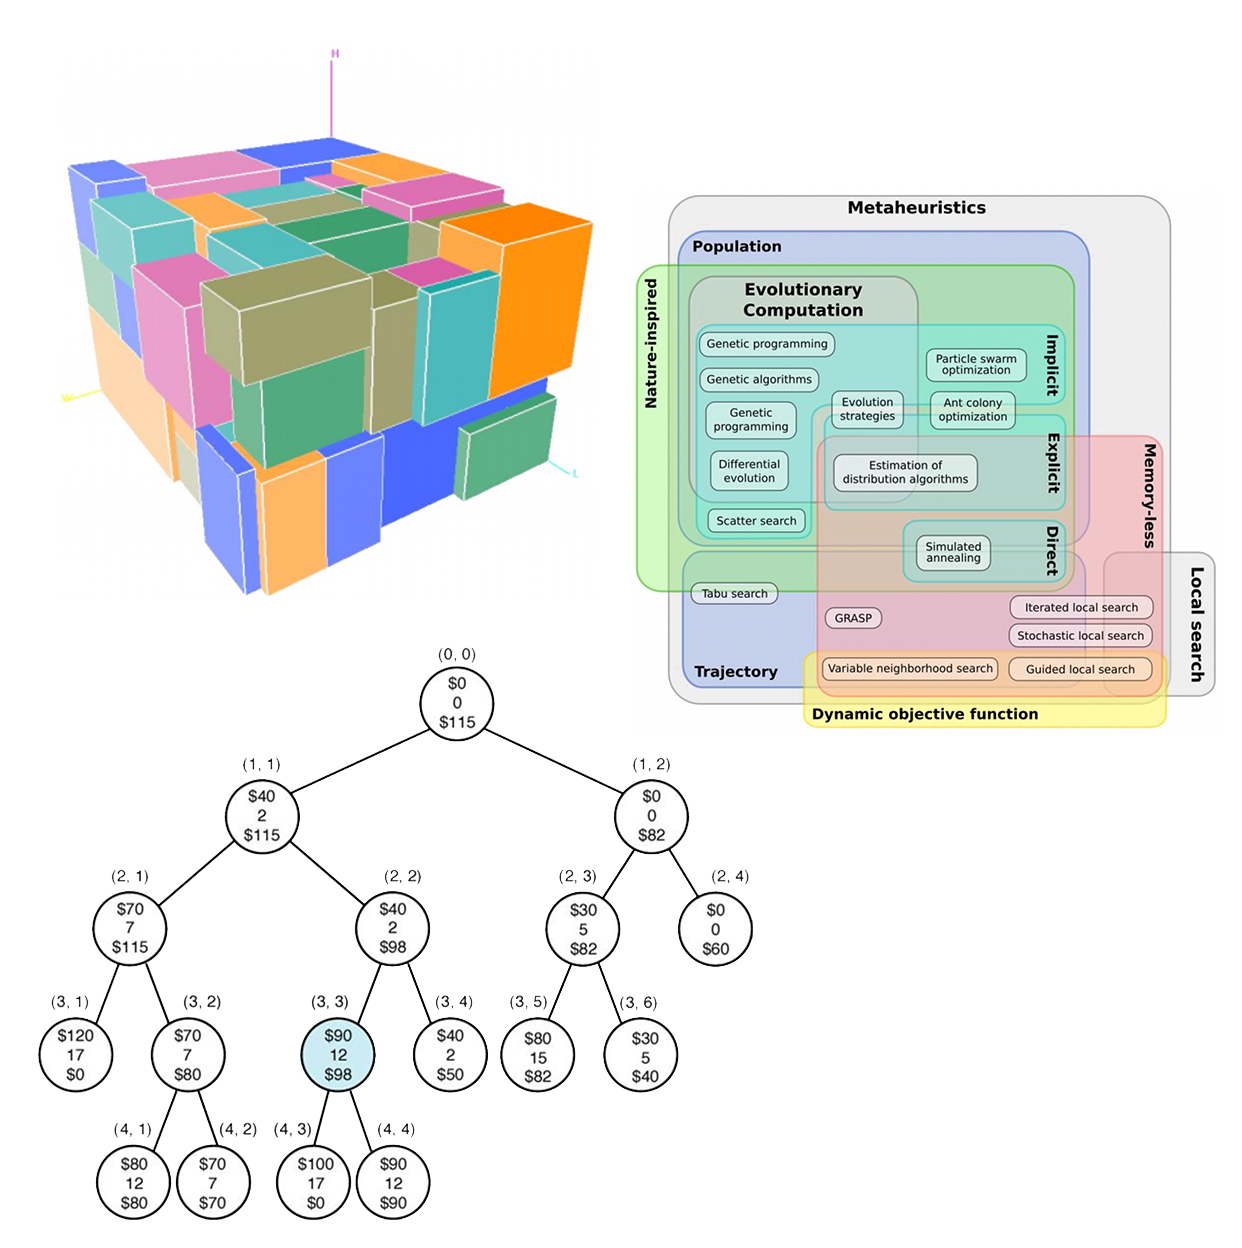 H
W
L
Metaheuristics
Population
Nature-inspired
Evolutionary
Computation
Implicit
Genetic programming
Particle swarm
optimization
Genetic algorithms
Evolution
strategies
Ant colony
optimization
Genetic
programming
Explicit
Memory-less
Differential
evolution
Estimation of
distribution algorithms
Scatter search
Direct
Simulated
annealing
Local search
Tabu search
Iterated local search
GRASP
Stochastic local search
Trajectory
Variable neighborhood search
Guided local search
Dynamic objective function
(0, 0)
$0
0
$115
(1, 1)
$40
2
$115
(1, 2)
$0
0
$82
(2, 1)
$70
7
$115
(2, 2)
$40
2
$98
(2, 3)
$30
5
$82
(2, 4)
$0
0
$60
(3, 1)
$120
17
$0
(3, 2)
$70
7
$80
(3, 3)
$90
12
$98
(3, 4)
$40
2
$50
(3, 5)
$80
15
$82
(3, 6)
$30
5
$40
(4, 1)
$80
12
$80
(4, 2)
$70
7
$70
(4, 3)
$100
17
$0
(4, 4)
$90
12
$90